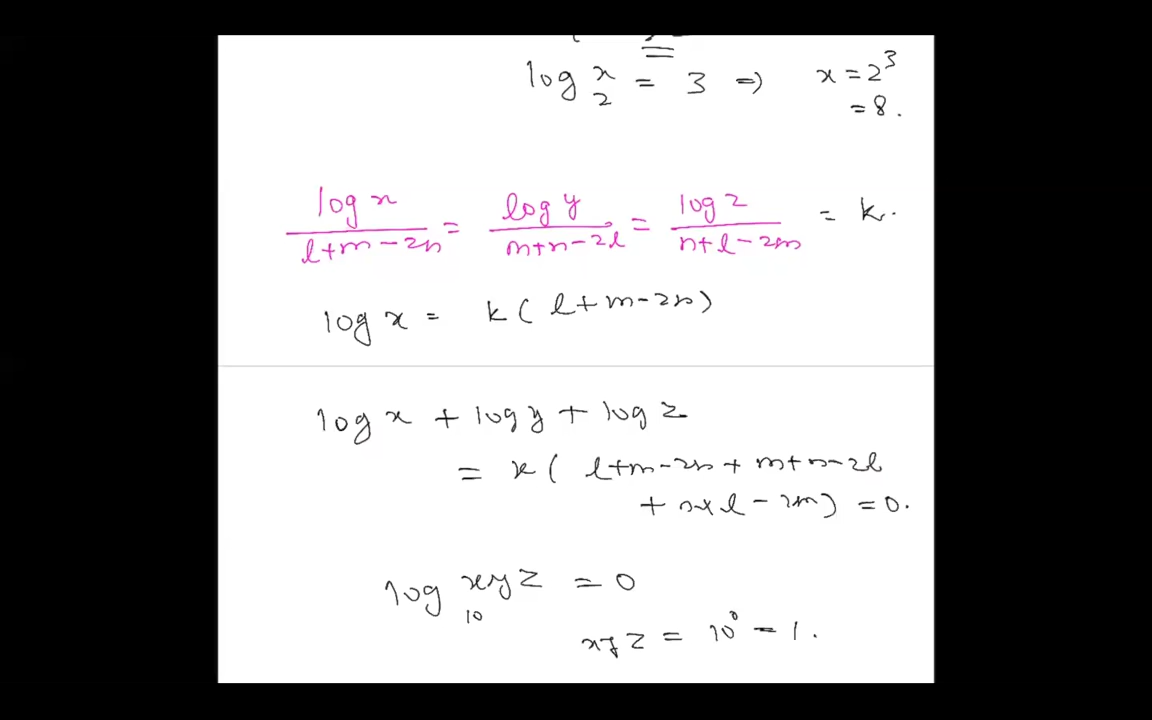 log₂ x = 3 ⇒ x = 2³
= 8.
log x / l+m-2n = log y / m+n-2l = log z / n+l-2m = k.
log x = k ( l+m-2n)
log x + log y + log z
= k ( l+m-2n + m+n-2l
+ n+l - 2m) = 0.
log₁₀ xyz = 0
xyz = 10⁰ - 1.